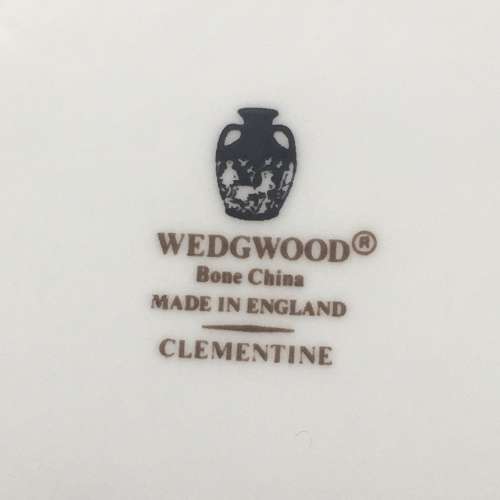 WEDGWOOD®
Bone China
MADE IN ENGLAND
CLEMENTINE